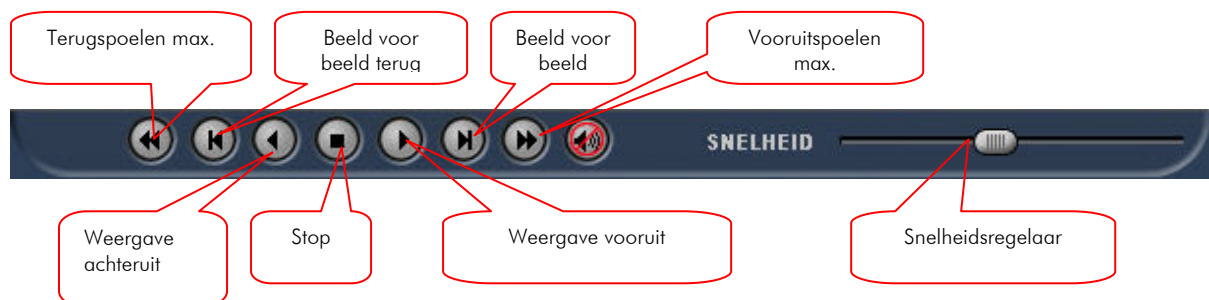 Terugspoelen max.
Beeld voor
beeld terug
Beeld voor
beeld
Vooruitspoelen
max.
SNELHEID
Weergave
achteruit
Stop
Weergave vooruit
Snelheidsregelaar